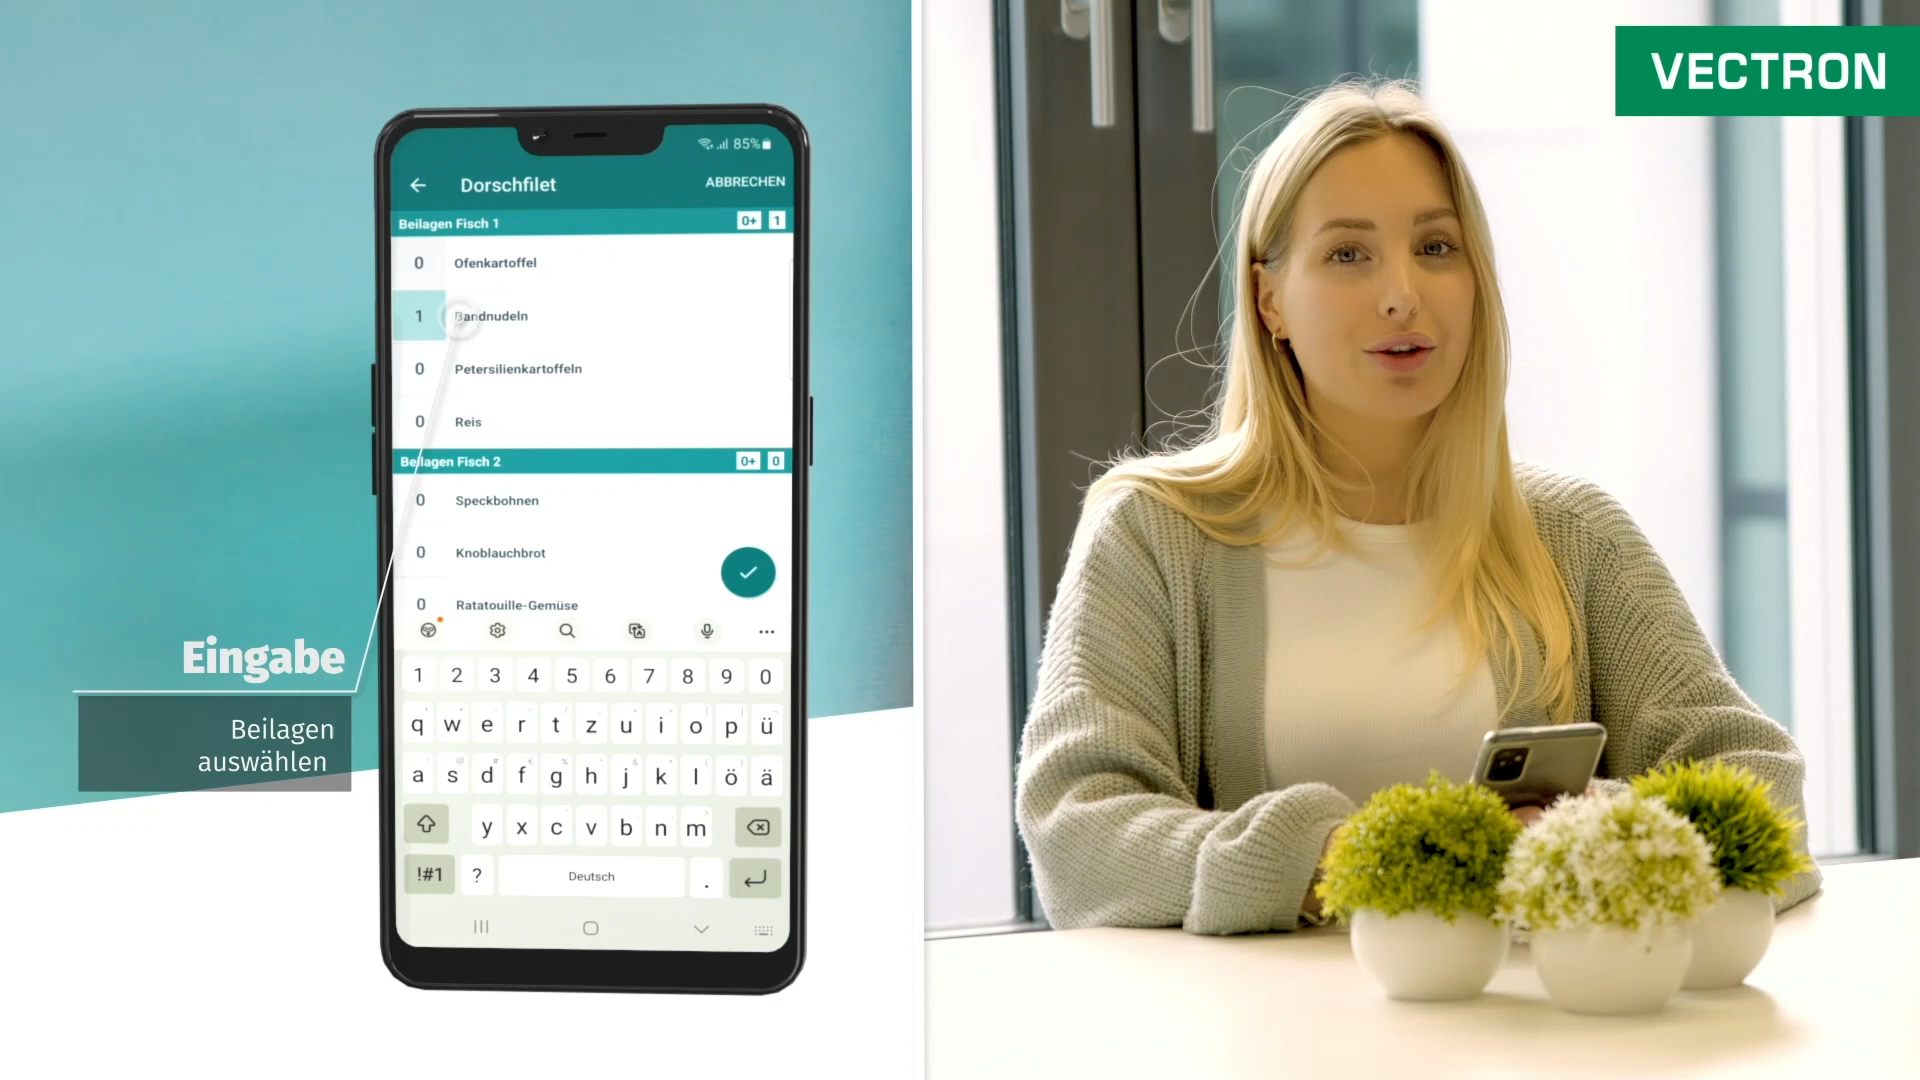 85%
Dorschfilet ABBRECHEN
Beilagen Fisch 1 0+ 1
0 Ofenkartoffel
1 Bandnudeln
0 Petersilienkartoffeln
0 Reis
Beilagen Fisch 2 0+ 0
0 Speckbohnen
0 Knoblauchbrot
0 Ratatouille-Gemüse
1 2 3 4 5 6 7 8 9 0
q w e r t z u i o p ü
a s d f g h j k l ö ä
y x c v b n m
!#1 ? Deutsch .
Eingabe
Beilagen
auswählen
VECTRON